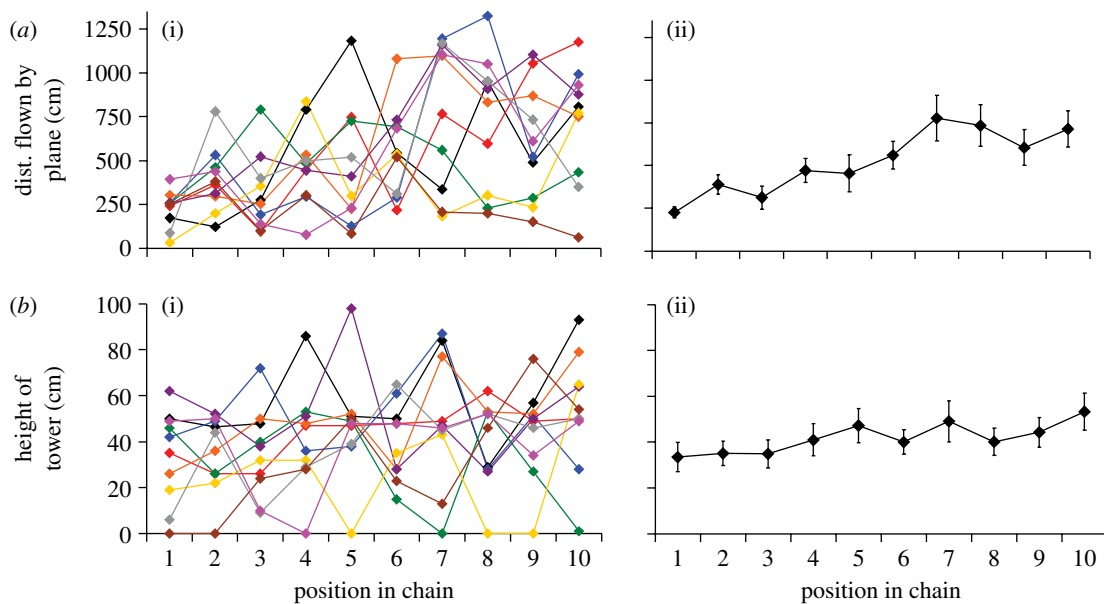 (a) (i) (ii)
dist. flown by
plane (cm)
1250
1000
750
500
250
0
(b) (i) (ii)
height of
tower (cm)
100
80
60
40
20
0
1 2 3 4 5 6 7 8 9 10
1 2 3 4 5 6 7 8 9 10
position in chain
position in chain